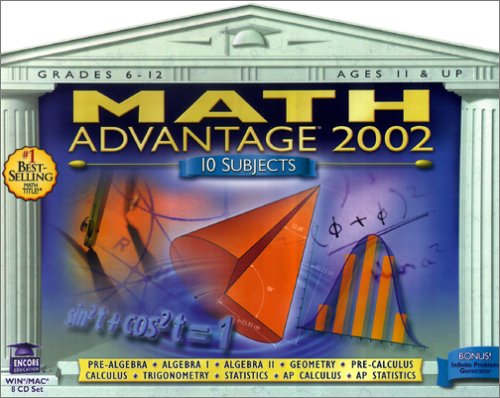 GRADES 6-12
AGES 11 & UP
MATH
ADVANTAGE™ 2002
10 SUBJECTS
#1
BEST-
SELLING
MATH
TITLE!*
(ϕ + ϕ)
R
90°
sin²t + cos²t = 1
PRE-ALGEBRA • ALGEBRA I • ALGEBRA II • GEOMETRY • PRE-CALCULUS
CALCULUS • TRIGONOMETRY • STATISTICS • AP CALCULUS • AP STATISTICS
ENCORE
EDUCATION
WIN®/MAC®
8 CD Set
BONUS!
Infinite Problem
Generator